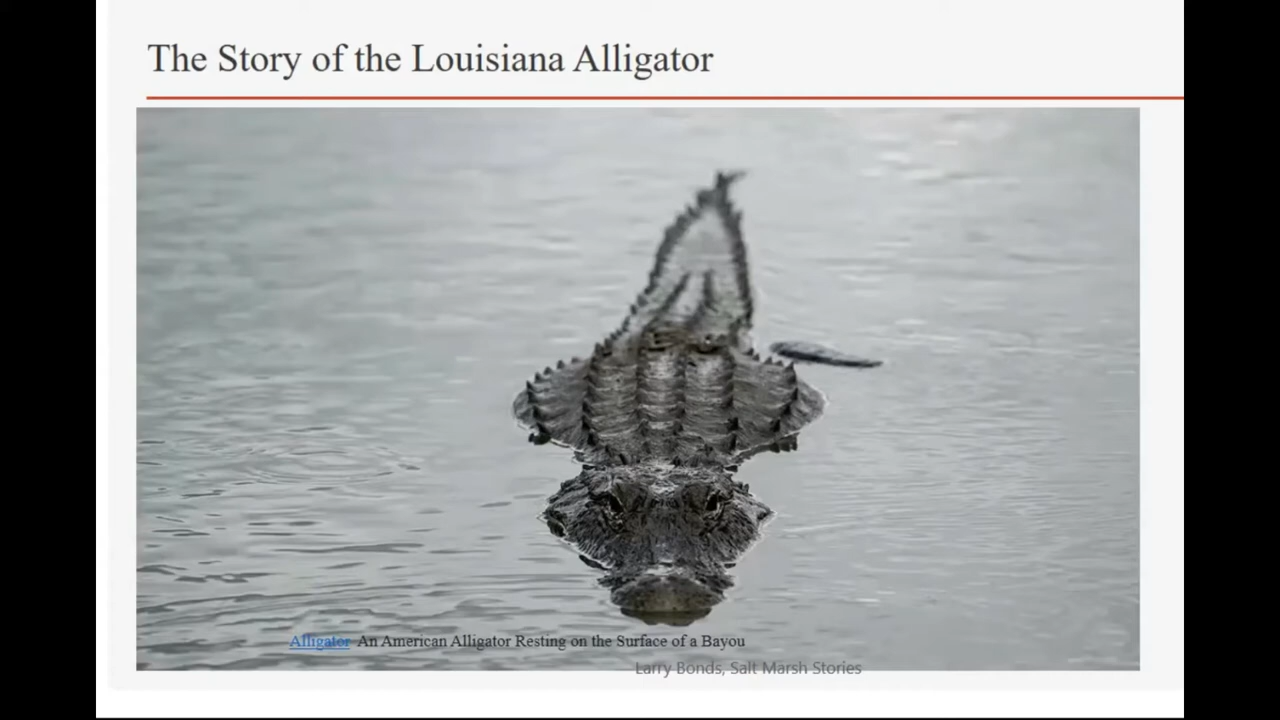 The Story of the Louisiana Alligator
Alligator An American Alligator Resting on the Surface of a Bayou
Larry Bonds, Salt Marsh Stories